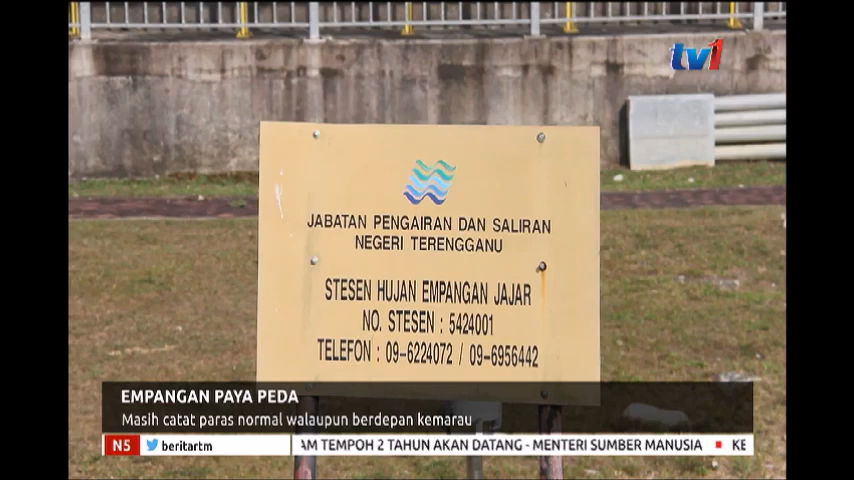 tv1
JABATAN PENGAIRAN DAN SALIRAN
NEGERI TERENGGANU
STESEN HUJAN EMPANGAN JAJAR
NO. STESEN : 5424001
TELEFON : 09-6224072 / 09-6956442
EMPANGAN PAYA PEDA
Masih catat paras normal walaupun berdepan kemarau
N5 beritartm AM TEMPOH 2 TAHUN AKAN DATANG - MENTERI SUMBER MANUSIA ■ KE